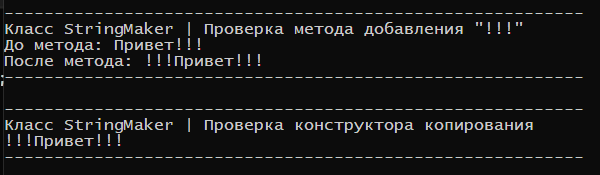 ----------------------------------------------------------
Класс StringMaker | Проверка метода добавления "!!!"
До метода: Привет!!!
После метода: !!!Привет!!!
----------------------------------------------------------
----------------------------------------------------------
Класс StringMaker | Проверка конструктора копирования
!!!Привет!!!
----------------------------------------------------------